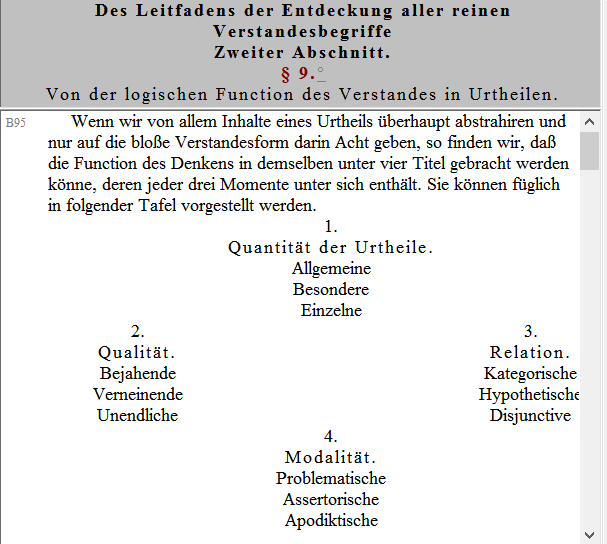 Des Leitfadens der Entdeckung aller reinen
Verstandesbegriffe
Zweiter Abschnitt.
§ 9.°
Von der logischen Function des Verstandes in Urtheilen.
B95 Wenn wir von allem Inhalte eines Urtheils überhaupt abstrahiren und
nur auf die bloße Verstandesform darin Acht geben, so finden wir, daß
die Function des Denkens in demselben unter vier Titel gebracht werden
könne, deren jeder drei Momente unter sich enthält. Sie können füglich
in folgender Tafel vorgestellt werden.
1.
Quantität der Urtheile.
Allgemeine
Besondere
Einzelne
2.
Qualität.
Bejahende
Verneinende
Unendliche
3.
Relation.
Kategorische
Hypothetische
Disjunctive
4.
Modalität.
Problematische
Assertorische
Apodiktische